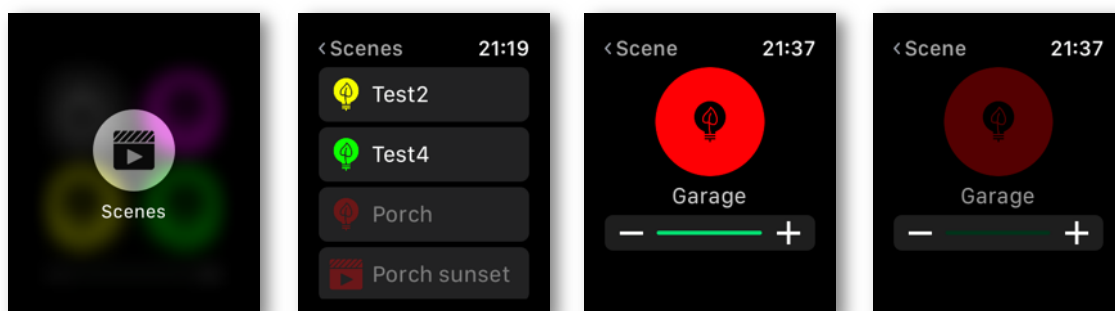 Scenes
< Scenes 21:19
Test2
Test4
Porch
Porch sunset
< Scene 21:37
Garage
< Scene 21:37
Garage